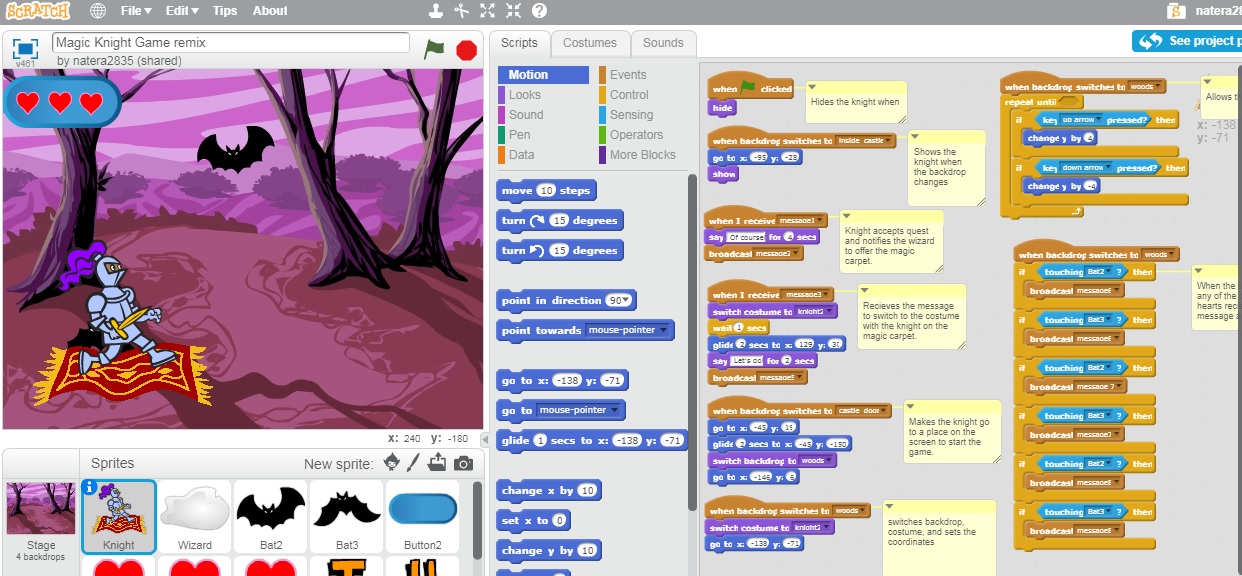 SCRATCH
File Edit Tips About
natera28
Magic Knight Game remix
by natera2835 (shared)
v461
See project p
Scripts Costumes Sounds
Motion Events
Looks Control
Sound Sensing
Pen Operators
Data More Blocks
move 10 steps
turn 15 degrees
turn 15 degrees
point in direction 90
point towards mouse-pointer
go to x: -138 y: -71
go to mouse-pointer
glide 1 secs to x: -138 y: -71
change x by 10
set x to 0
change y by 10
x: 240 y: -180
Sprites New sprite:
Stage
4 backdrops
Knight
Wizard
Bat2
Bat3
Button2
when clicked
hide
Hides the knight when
when backdrop switches to inside castle
go to x: -95 y: -28
show
Shows the
knight when
the backdrop
changes
when I receive message1
say Of course for 4 secs
broadcast message2
Knight accepts quest
and notifies the wizard
to offer the magic
carpet.
when I receive message3
switch costume to knight2
wait 1 secs
glide 2 secs to x: 129 y: 30
say Let's go! for 2 secs
broadcast
Recieves the message
to switch to the costume
with the knight on the
magic carpet.
when backdrop switches to castle door
go to x: -45 y: 15
glide 2 secs to x: -45 y: -150
switch backdrop to woods
go to x: -146 y:
Makes the knight go
to a place on the
screen to start the
game.
when backdrop switches to woods
switch costume to knight2
go to x: -138 y: -71
switches backdrop,
costume, and sets the
coordinates
when backdrop switches to woods
repeat until
if key up arrow pressed? then
change y by 4
if key down arrow pressed? then
change y by -4
Allows t
x: -138
y: -71
when backdrop switches to woods
if touching Bat2 ? then
broadcast
if touching Bat3 ? then
broadcast
if touching Bat2 ? then
broadcast message 7
if touching Bat3 ? then
broadcast message7
if touching Bat2 ? then
broadcast
if touching Bat3 ? then
broadcast
When the
any of the
hearts rec
message a